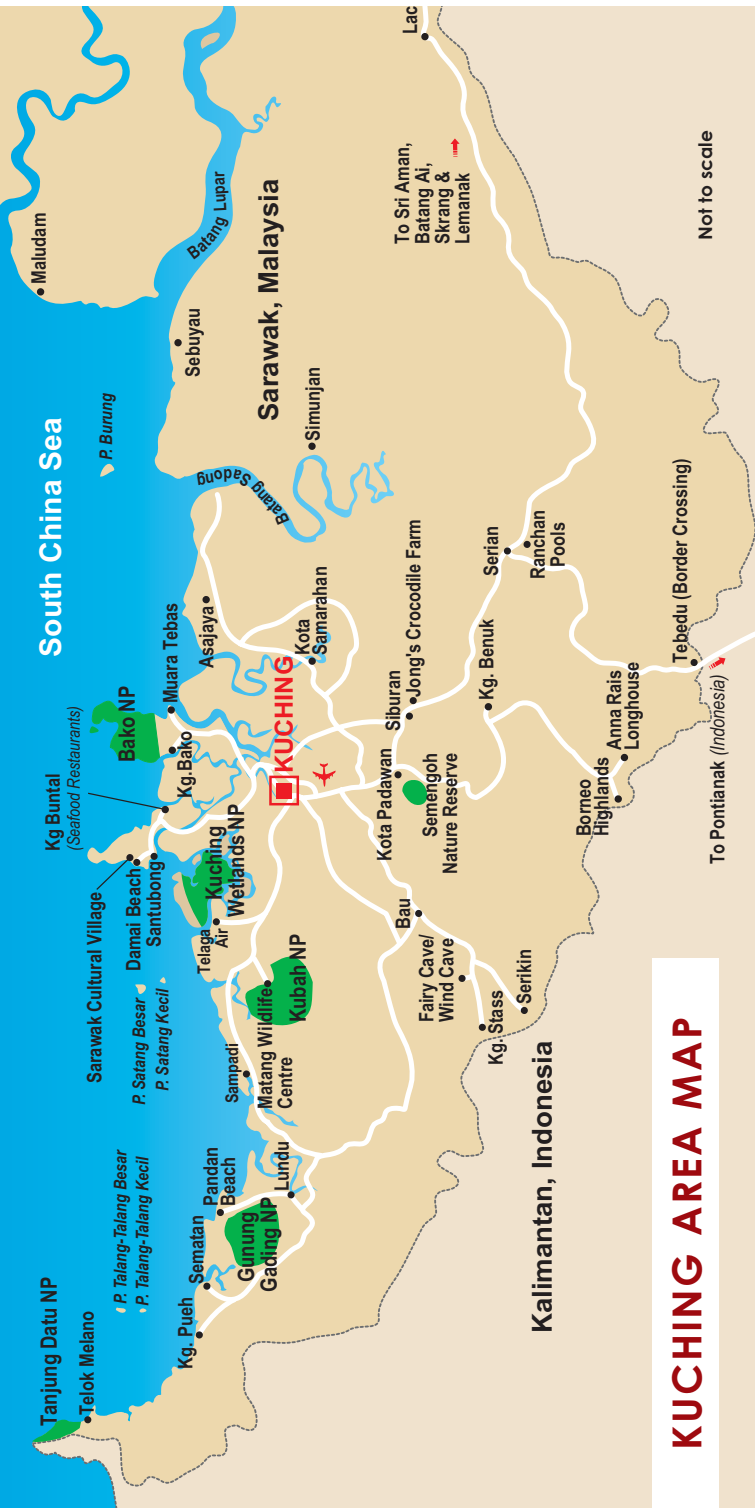 South China Sea
Maludam
Batang Lupar
Sebuyau
Sarawak, Malaysia
P. Burung
Batang Sadong
Simunjan
Lac
To Sri Aman,
Batang Ai,
Skrang &
Lemanak
Not to scale
Tanjung Datu NP
Telok Melano
P. Talang-Talang Besar
P. Talang-Talang Kecil
Kg. Pueh
Sematan
Pandan
Beach
Gunung
Gading NP
Lundu
Sampadi
P. Satang Besar
P. Satang Kecil
Sarawak Cultural Village
Damai Beach
Santubong
Kg Buntal
(Seafood Restaurants)
Telaga
Air
Kuching
Wetlands NP
Matang Wildlife
Centre
Kubah NP
Bako NP
Kg.Bako
Muara Tebas
Asajaya
Kota
Samarahan
KUCHING
Kota Padawan
Siburan
Jong's Crocodile Farm
Semengoh
Nature Reserve
Kg. Benuk
Serian
Ranchan
Pools
Bau
Fairy Cave/
Wind Cave
Kg. Stass
Serikin
Borneo
Highlands
Anna Rais
Longhouse
Tebedu (Border Crossing)
To Pontianak (Indonesia)
Kalimantan, Indonesia
KUCHING AREA MAP